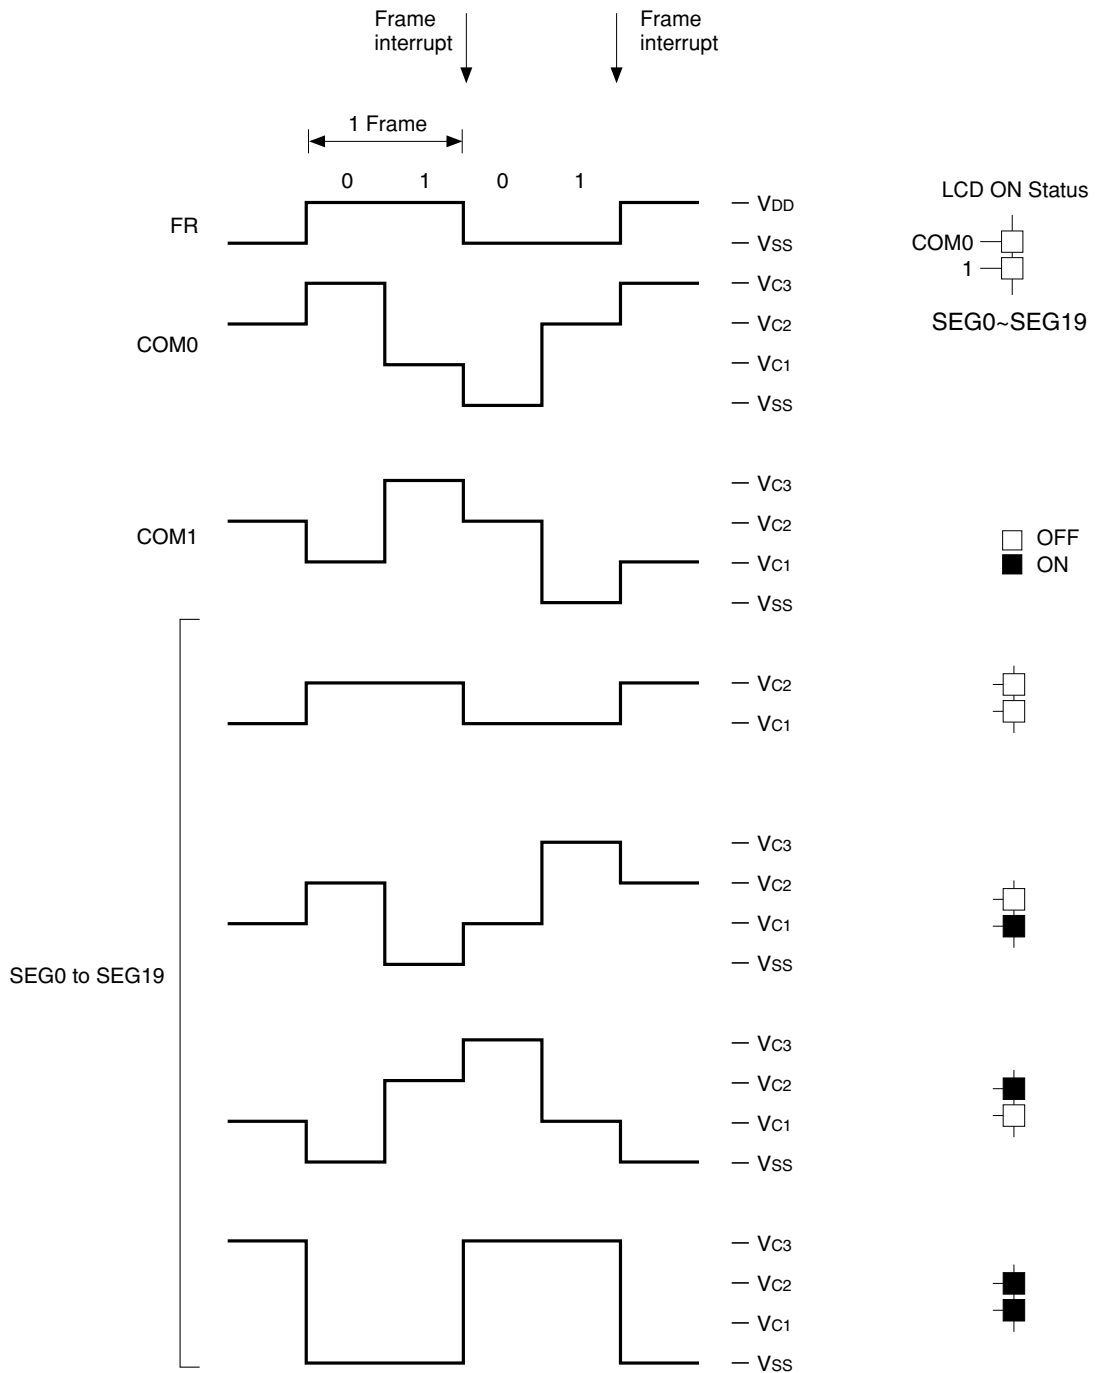 Frame
interrupt
Frame
interrupt
1 Frame
0 1 0 1
FR
VDD
VSS
LCD ON Status
COM0
1
SEG0~SEG19
COM0
VC3
VC2
VC1
VSS
COM1
VC3
VC2
VC1
VSS
OFF
ON
SEG0 to SEG19
VC2
VC1
VC3
VC2
VC1
VSS
VC3
VC2
VC1
VSS
VC3
VC2
VC1
VSS